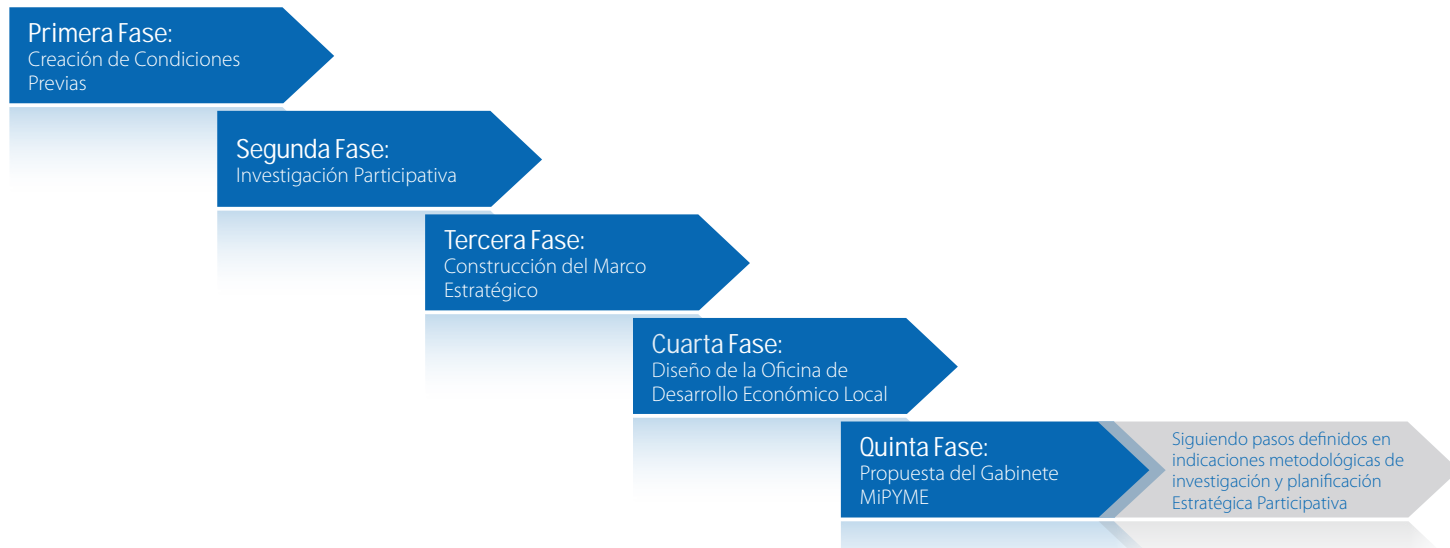 Primera Fase:
Creación de Condiciones
Previas
Segunda Fase:
Investigación Participativa
Tercera Fase:
Construcción del Marco
Estratégico
Cuarta Fase:
Diseño de la Oficina de
Desarrollo Económico Local
Quinta Fase:
Propuesta del Gabinete
MiPYME
Siguiendo pasos definidos en
indicaciones metodológicas de
investigación y planificación
Estratégica Participativa